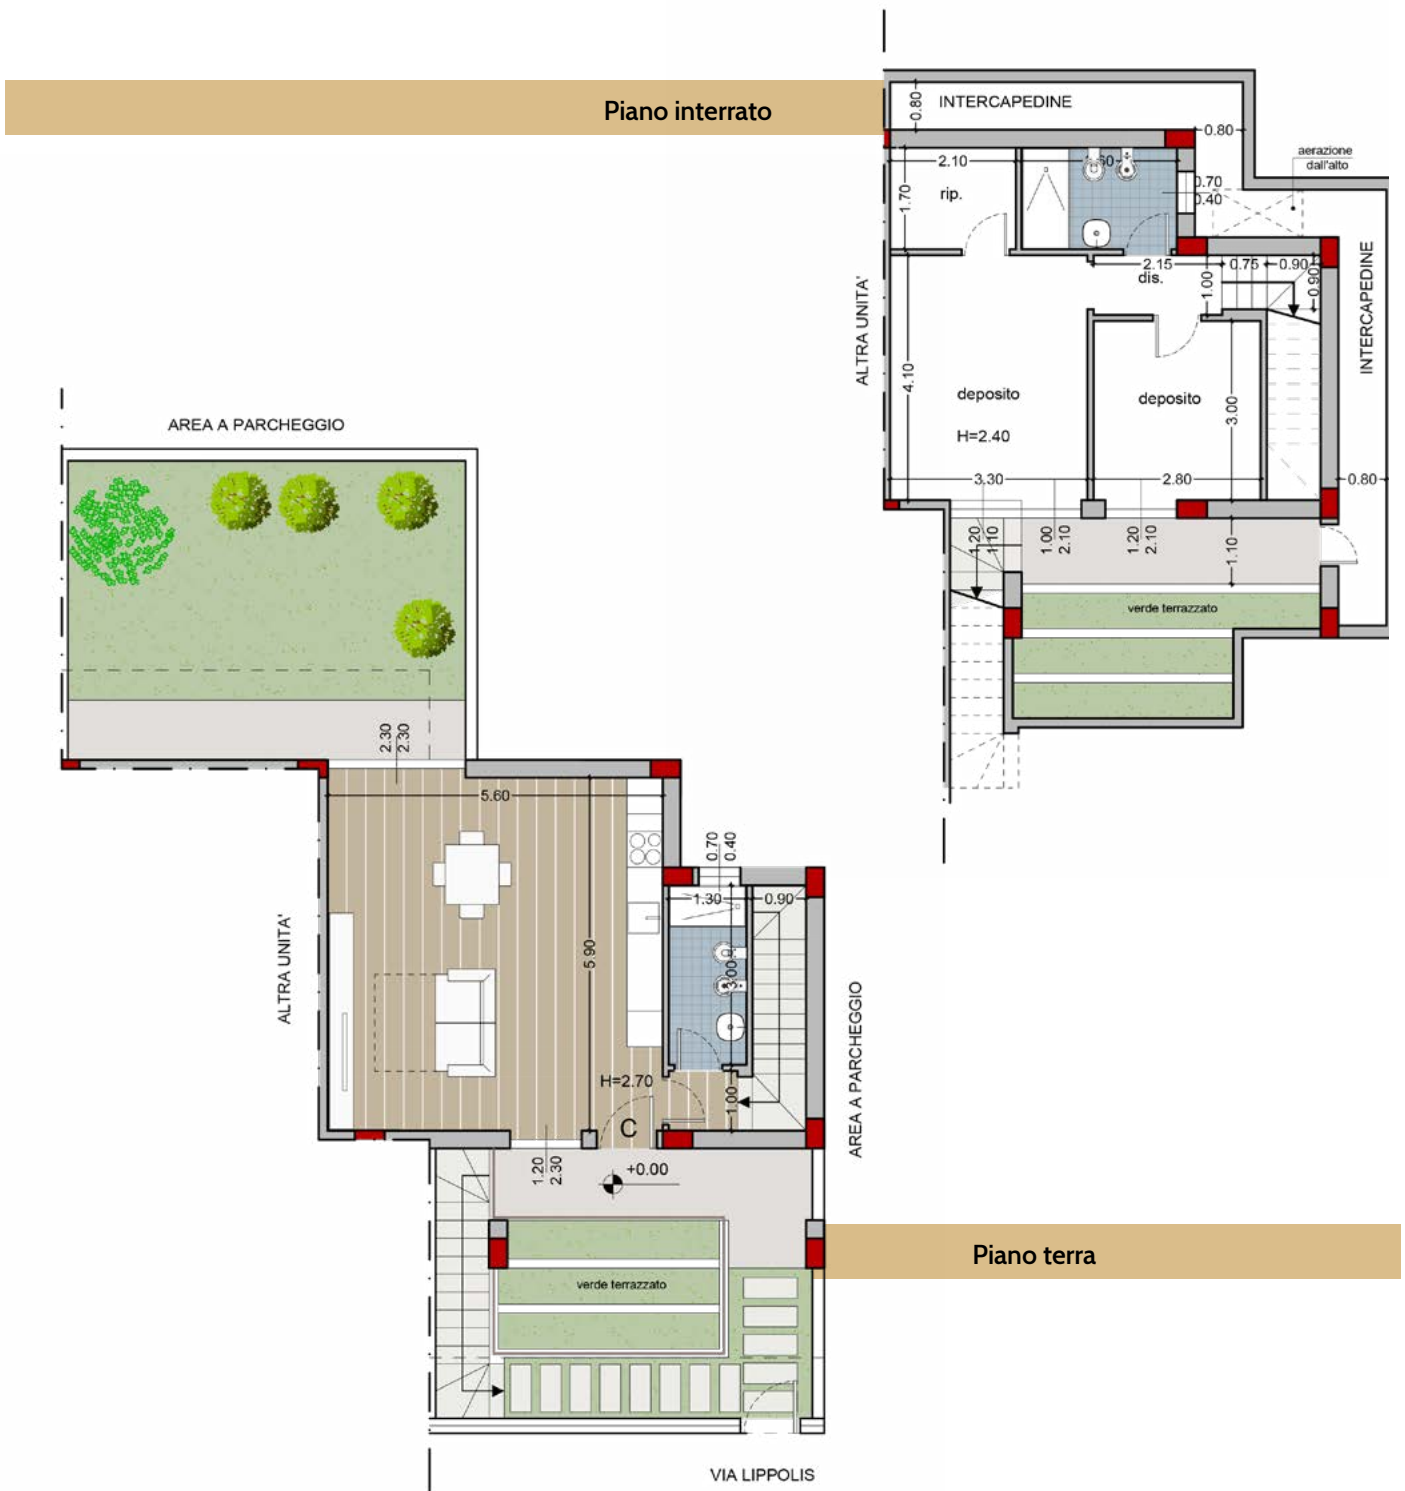 Piano interrato
INTERCAPEDINE
0.80
0.80
aerazione
dall'alto
2.10
rip.
1.70
0.70
0.40
2.15
dis.
0.75
0.90
0.90
1.00
ALTRA UNITA'
INTERCAPEDINE
4.10
deposito
H=2.40
deposito
3.00
3.30
2.80
0.80
1.20
1.10
1.00
2.10
1.20
2.10
1.10
verde terrazzato
AREA A PARCHEGGIO
2.30
2.30
5.60
0.70
0.40
1.30
0.90
ALTRA UNITA'
5.90
3.00
AREA A PARCHEGGIO
H=2.70
1.00
C
1.20
2.30
+0.00
verde terrazzato
Piano terra
VIA LIPPOLIS